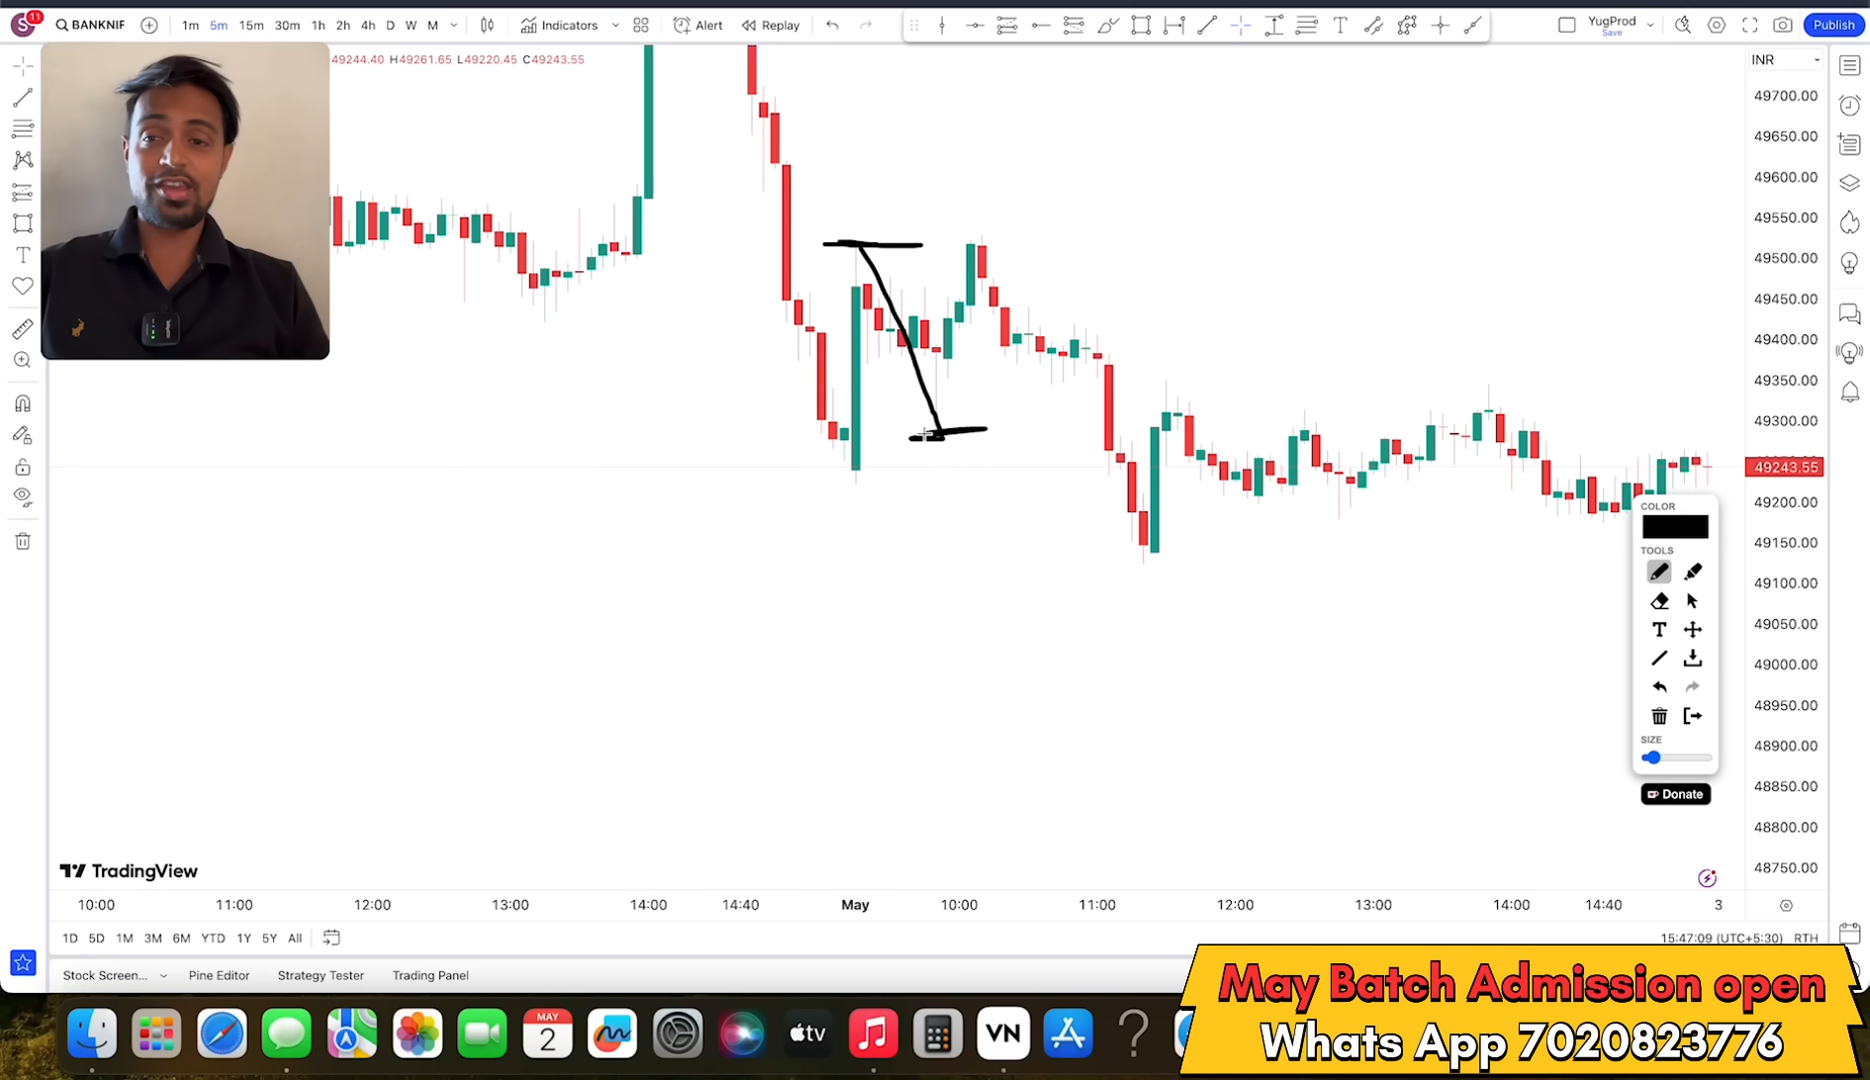 S 11 BANKNIF 1m 5m 15m 30m 1h 2h 4h D W M Indicators Alert Replay YugProd Save Publish
49244.40 H49261.65 L49220.45 C49243.55
INR
49700.00
49650.00
49600.00
49550.00
49500.00
49450.00
49400.00
49350.00
49300.00
49243.55
49200.00
49150.00
49100.00
49050.00
49000.00
48950.00
48900.00
48850.00
48800.00
48750.00
COLOR
TOOLS
T
SIZE
Donate
TradingView
10:00 11:00 12:00 13:00 14:00 14:40 May 10:00 11:00 12:00 13:00 14:00 14:40 3
1D 5D 1M 3M 6M YTD 1Y 5Y All 15:47:09 (UTC+5:30) RTH
Stock Screen... Pine Editor Strategy Tester Trading Panel
MAY
2
tv
VN
?
May Batch Admission open
Whats App 7020823776